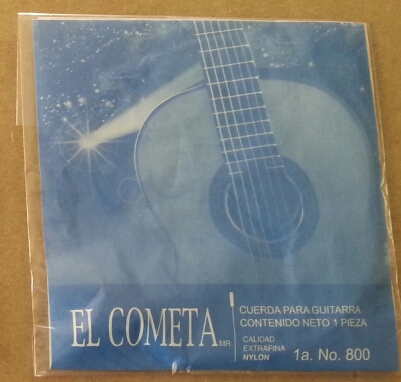 EL COMETA MR
CUERDA PARA GUITARRA
CONTENIDO NETO 1 PIEZA
CALIDAD
EXTRAFINA
NYLON
1a. No. 800